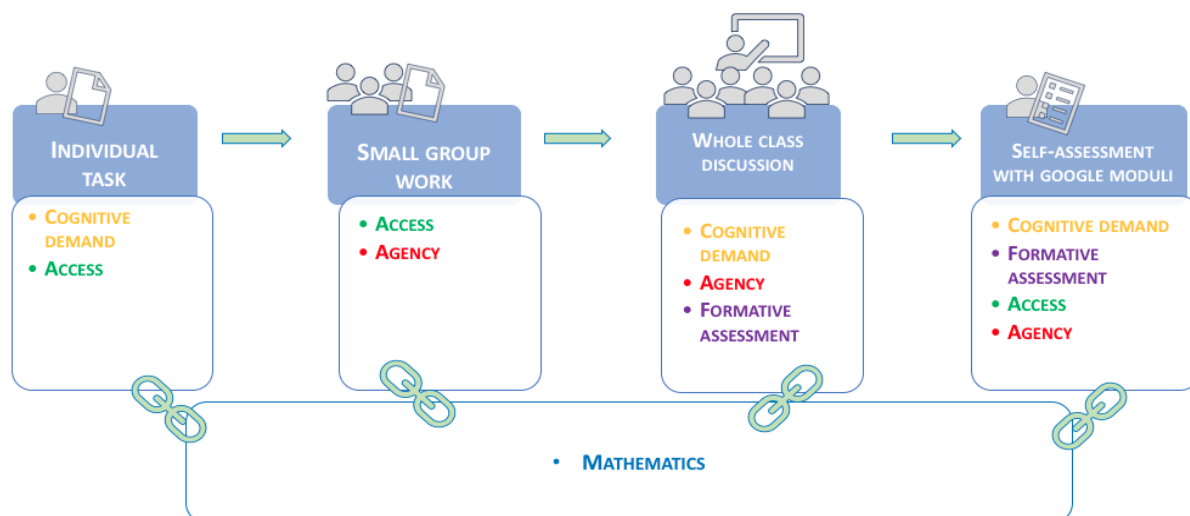 INDIVIDUAL
TASK
• COGNITIVE
DEMAND
• ACCESS
SMALL GROUP
WORK
• ACCESS
• AGENCY
WHOLE CLASS
DISCUSSION
• COGNITIVE
DEMAND
• AGENCY
• FORMATIVE
ASSESSMENT
SELF-ASSESSMENT
WITH GOOGLE MODULI
• COGNITIVE DEMAND
• FORMATIVE
ASSESSMENT
• ACCESS
• AGENCY
• MATHEMATICS